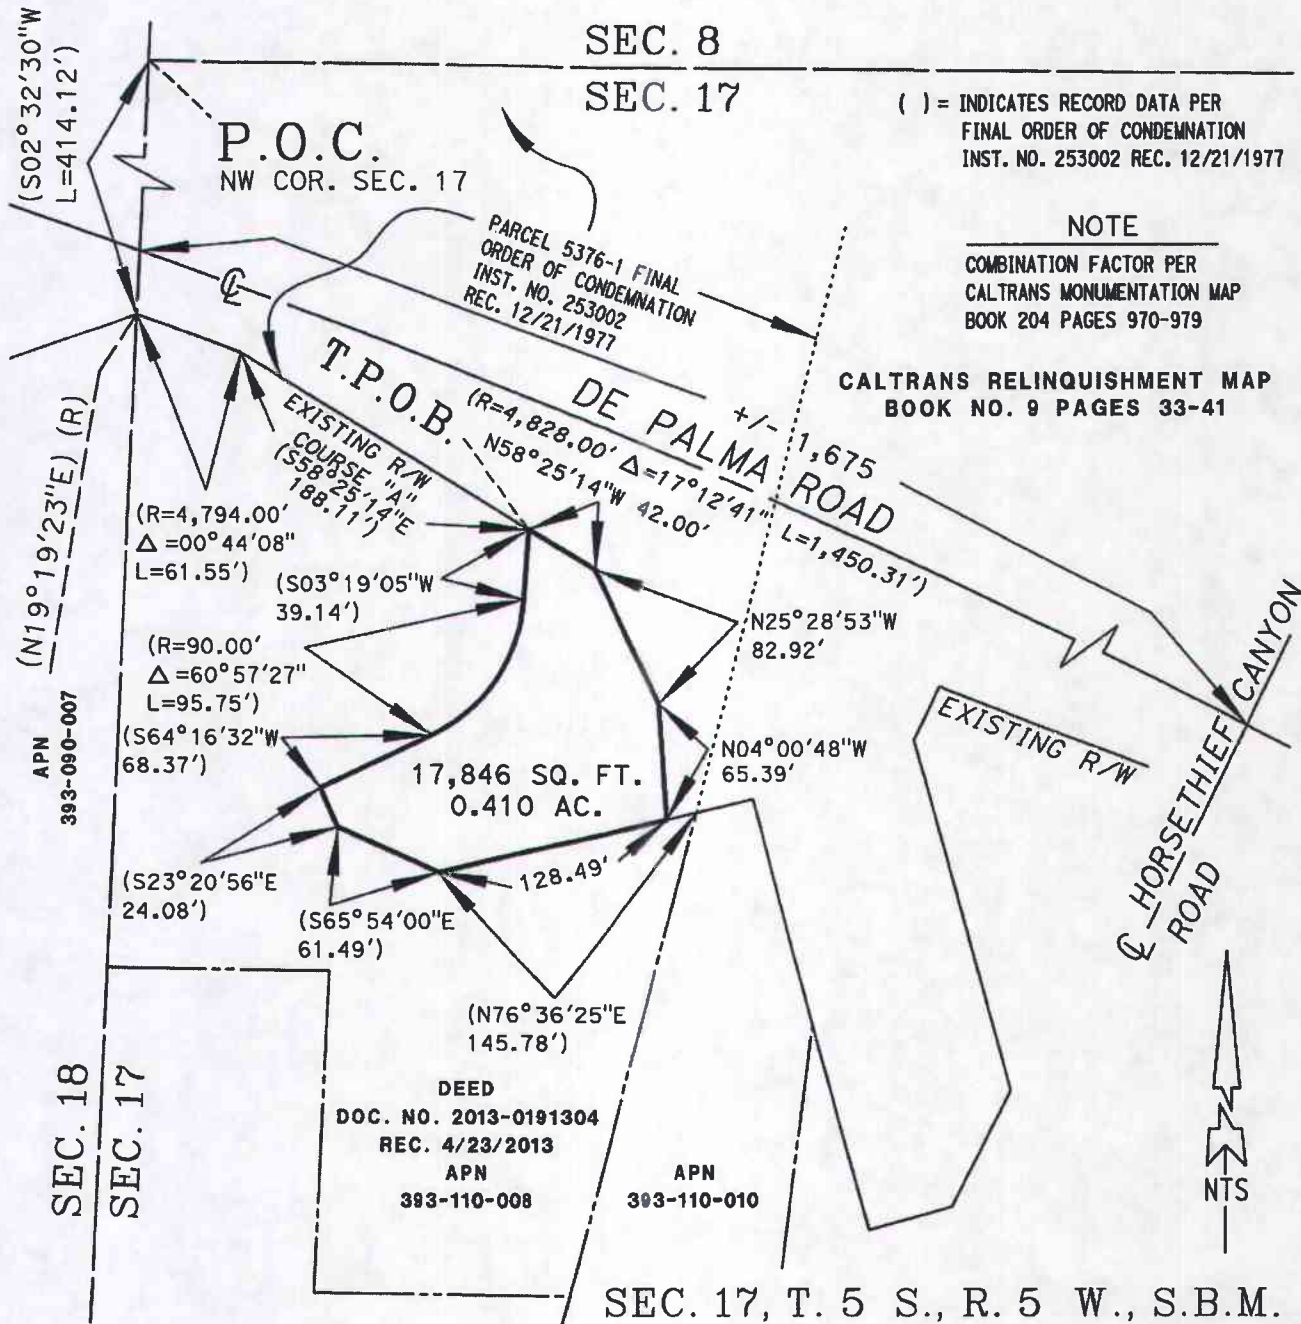 SEC. 8
SEC. 17
(S02°32'30"W
L=414.12')
P.O.C.
NW COR. SEC. 17
( ) = INDICATES RECORD DATA PER
FINAL ORDER OF CONDEMNATION
INST. NO. 253002 REC. 12/21/1977
NOTE
COMBINATION FACTOR PER
CALTRANS MONUMENTATION MAP
BOOK 204 PAGES 970-979
CALTRANS RELINQUISHMENT MAP
BOOK NO. 9 PAGES 33-41
PARCEL 5376-1 FINAL
ORDER OF CONDEMNATION
INST. NO. 253002
REC. 12/21/1977
℄
T.P.O.B.
DE PALMA ROAD
+/- 1,675
(R=4,828.00' Δ=17°12'41"
L=1,450.31')
N58°25'14"W 42.00'
EXISTING R/W
COURSE "A"
(S58°25'14"E
188.11')
(N19°19'23"E) (R)
(R=4,794.00'
Δ=00°44'08"
L=61.55')
(S03°19'05"W
39.14')
(R=90.00'
Δ=60°57'27"
L=95.75')
(S64°16'32"W
68.37')
N25°28'53"W
82.92'
N04°00'48"W
65.39'
17,846 SQ. FT.
0.410 AC.
128.49'
(S23°20'56"E
24.08')
(S65°54'00"E
61.49')
(N76°36'25"E
145.78')
APN
393-090-007
EXISTING R/W
℄ HORSETHIEF CANYON
ROAD
DEED
DOC. NO. 2013-0191304
REC. 4/23/2013
APN
393-110-008
APN
393-110-010
SEC. 18
SEC. 17
NTS
SEC. 17, T. 5 S., R. 5 W., S.B.M.